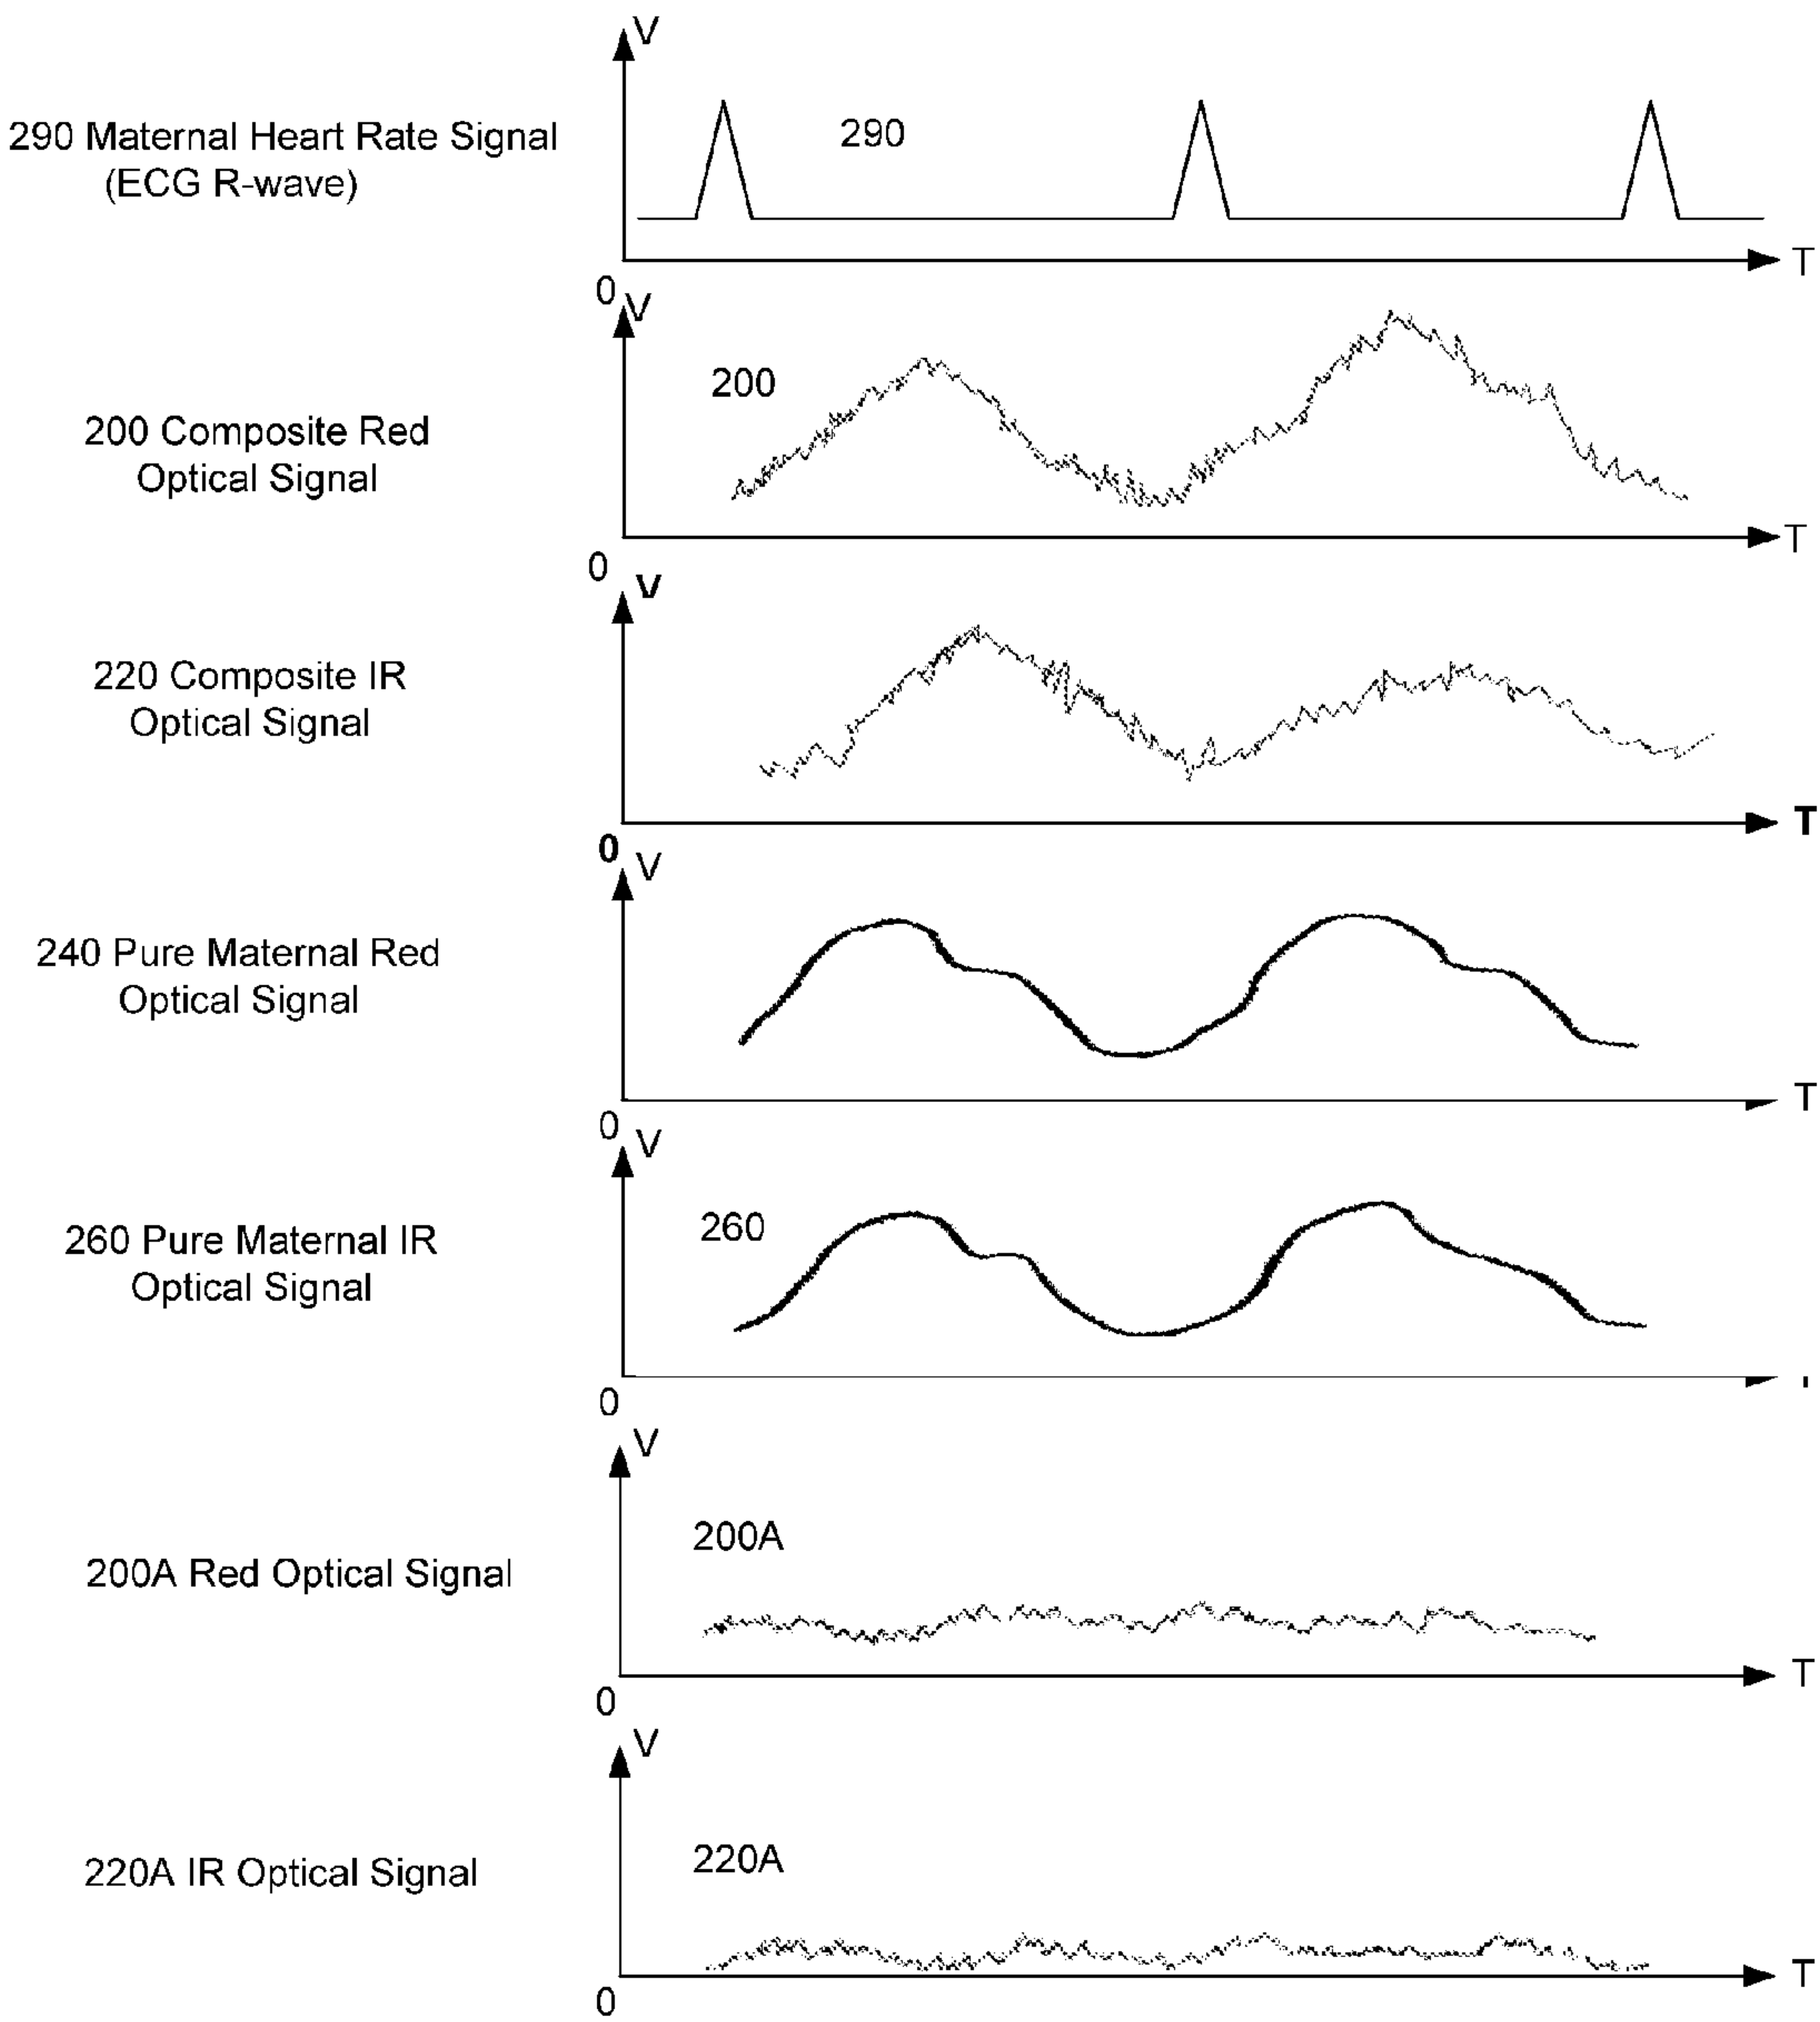 V
290 Maternal Heart Rate Signal
(ECG R-wave)
290
T
0
V
200
200 Composite Red
Optical Signal
T
0
V
220 Composite IR
Optical Signal
T
0
V
240 Pure Maternal Red
Optical Signal
T
0
V
260
260 Pure Maternal IR
Optical Signal
0
V
200A
200A Red Optical Signal
T
0
V
220A
220A IR Optical Signal
T
0